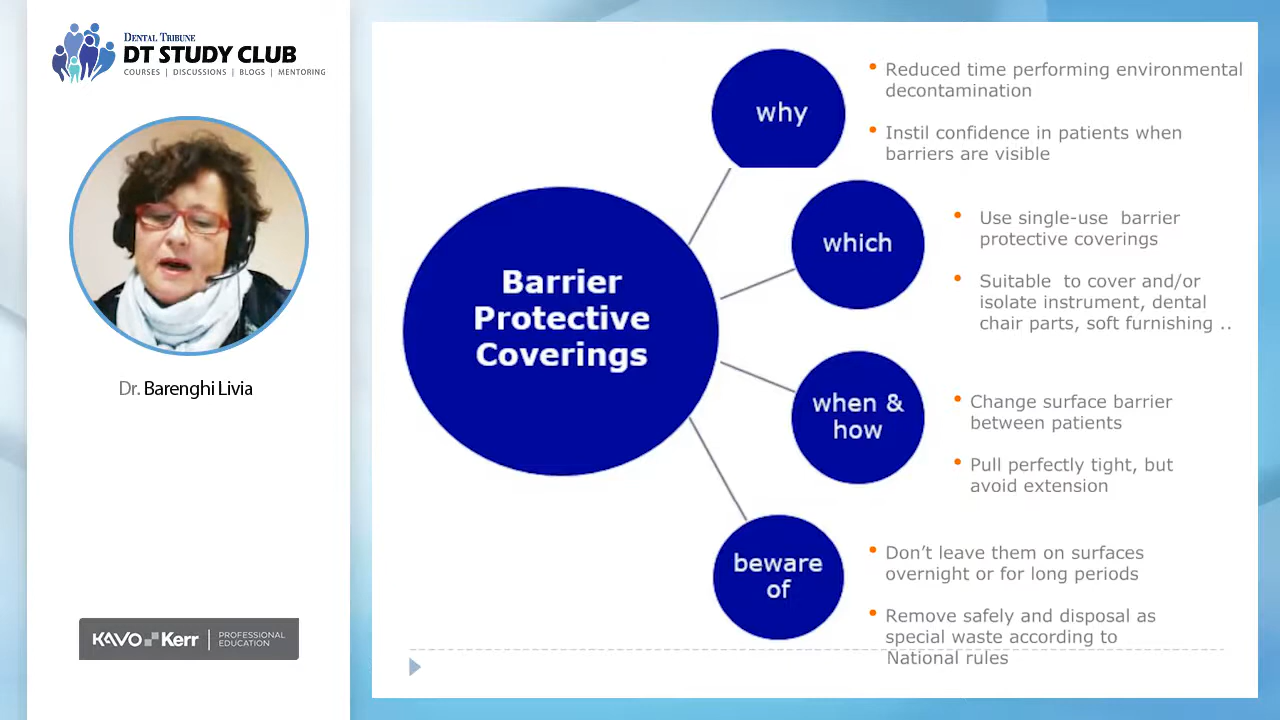 DENTAL TRIBUNE
DT STUDY CLUB
COURSES | DISCUSSIONS | BLOGS | MENTORING
Dr. Barenghi Livia
KAVO Kerr
PROFESSIONAL
EDUCATION
Barrier
Protective
Coverings
why
• Reduced time performing environmental
decontamination
• Instil confidence in patients when
barriers are visible
which
• Use single-use barrier
protective coverings
• Suitable to cover and/or
isolate instrument, dental
chair parts, soft furnishing ..
when &
how
• Change surface barrier
between patients
• Pull perfectly tight, but
avoid extension
beware
of
• Don’t leave them on surfaces
overnight or for long periods
• Remove safely and disposal as
special waste according to
National rules